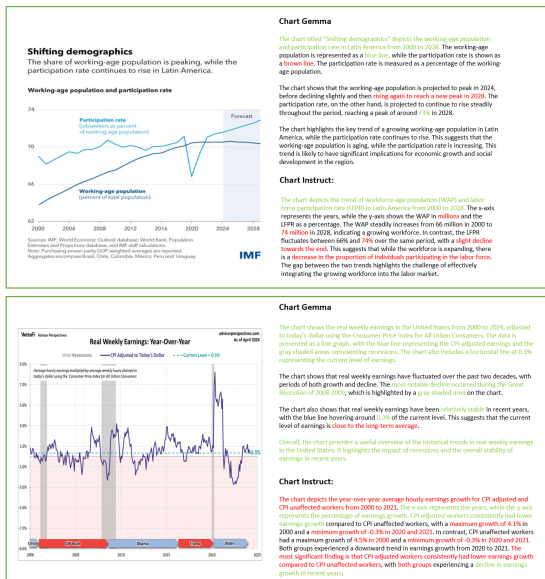 Shifting demographics
The share of working-age population is peaking, while the
participation rate continues to rise in Latin America.
Working-age population and participation rate
74
70
66
62
Forecast
Participation rate
(jobseekers as percent
of working-age population)
Working-age population
(percent of total population)
2000 2004 2008 2012 2016 2020 2024 2028
Sources: IMF, World Economic Outlook database; World Bank, Population
Estimates and Projections database; and IMF staff calculations.
Note: Purchasing-power-parity GDP-weighted averages are reported.
Aggregates encompass Brazil, Chile, Colombia, Mexico, Peru and Uruguay.
IMF
Chart Gemma
The chart titled "Shifting demographics" depicts the working-age population
and participation rate in Latin America from 2000 to 2028. The working-age
population is represented as a blue line, while the participation rate is shown as
a brown line. The participation rate is measured as a percentage of the working-
age population.
The chart shows that the working-age population is projected to peak in 2024,
before declining slightly and then rising again to reach a new peak in 2028. The
participation rate, on the other hand, is projected to continue to rise steadily
throughout the period, reaching a peak of around 73% in 2028.
The chart highlights the key trend of a growing working-age population in Latin
America, while the participation rate continues to rise. This suggests that the
working-age population is aging, while the participation rate is increasing. This
trend is likely to have significant implications for economic growth and social
development in the region.
Chart Instruct:
The chart depicts the trend of workforce-age population (WAP) and labor
force participation rate (LFPR) in Latin America from 2000 to 2028. The x-axis
represents the years, while the y-axis shows the WAP in millions and the
LFPR as a percentage. The WAP steadily increases from 66 million in 2000 to
74 million in 2028, indicating a growing workforce. In contrast, the LFPR
fluctuates between 66% and 74% over the same period, with a slight decline
towards the end. This suggests that while the workforce is expanding, there
is a decrease in the proportion of individuals participating in the labor force.
The gap between the two trends highlights the challenge of effectively
integrating the growing workforce into the labor market.
VettaFi Advisor Perspectives
Real Weekly Earnings: Year-Over-Year
advisorperspectives.com
As of April 2024
Recessions CPI Adjusted to Today's Dollar Current Level = 0.3%
Average hourly earnings multiplied by average weekly hours chained in
today's dollar using the Consumer Price Index for All Urban Consumers
0.3%
Clinton GW Bush Obama Trump Biden
2000 2005 2010 2015 2020 2025
Chart Gemma
The chart shows the real weekly earnings in the United States from 2000 to 2024, adjusted
to today's dollar using the Consumer Price Index for All Urban Consumers. The data is
presented as a line graph, with the blue line representing the CPI-adjusted earnings and the
gray shaded areas representing recessions. The chart also includes a horizontal line at 0.3%
representing the current level of earnings.
The chart shows that real weekly earnings have fluctuated over the past two decades, with
periods of both growth and decline. The most notable decline occurred during the Great
Recession of 2008-2009, which is highlighted by a gray shaded area on the chart.
The chart also shows that real weekly earnings have been relatively stable in recent years,
with the blue line hovering around 0.3% of the current level. This suggests that the current
level of earnings is close to the long-term average.
Overall, the chart provides a useful overview of the historical trends in real weekly earnings
in the United States. It highlights the impact of recessions and the overall stability of
earnings in recent years.
Chart Instruct:
The chart depicts the year-over-year average hourly earnings growth for CPI adjusted and
CPI unaffected workers from 2000 to 2021. The x-axis represents the years, while the y-axis
represents the percentage of earnings growth. CPI adjusted workers consistently had lower
earnings growth compared to CPI unaffected workers, with a maximum growth of 4.1% in
2000 and a minimum growth of -0.3% in 2020 and 2021. In contrast, CPI unaffected workers
had a maximum growth of 4.5% in 2000 and a minimum growth of -0.3% in 2020 and 2021.
Both groups experienced a downward trend in earnings growth from 2020 to 2021. The
most significant finding is that CPI adjusted workers consistently had lower earnings growth
compared to CPI unaffected workers, with both groups experiencing a decline in earnings
growth in recent years.